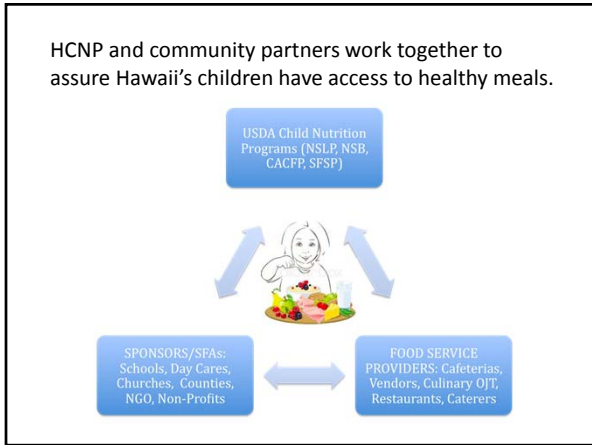 HCNP and community partners work together to
assure Hawaii's children have access to healthy meals.
USDA Child Nutrition
Programs (NSLP, NSB,
CACFP, SFSP)
SPONSORS/SFAs:
Schools, Day Cares,
Churches, Counties,
NGO, Non-Profits
FOOD SERVICE
PROVIDERS: Cafeterias,
Vendors, Culinary OJT,
Restaurants, Caterers